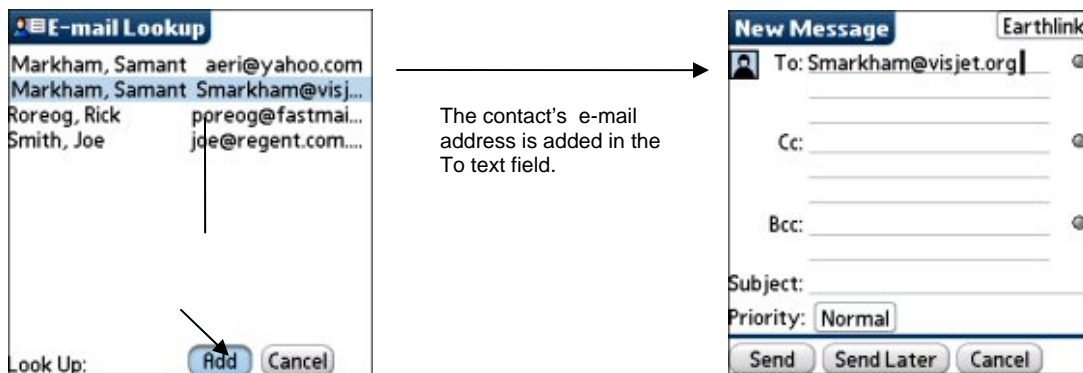 E-mail Lookup
Markham, Samant aeri@yahoo.com
Markham, Samant Smarkham@visj...
Roreog, Rick poreog@fastmai...
Smith, Joe joe@regent.com....
Look Up: Add Cancel
The contact's e-mail
address is added in the
To text field.
New Message Earthlink
To: Smarkham@visjet.org
Cc:
Bcc:
Subject:
Priority: Normal
Send Send Later Cancel